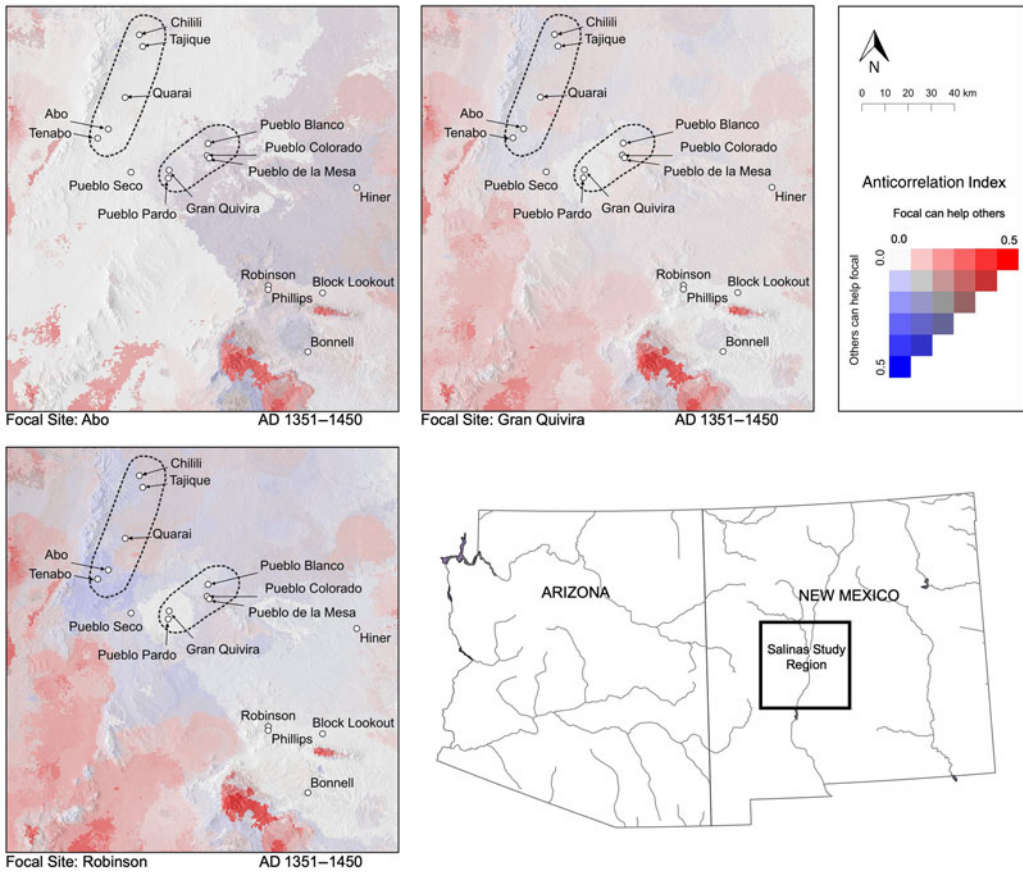 Chilili
Tajique
Quarai
Abo
Tenabo
Pueblo Blanco
Pueblo Colorado
Pueblo de la Mesa
Pueblo Seco
Hiner
Gran Quivira
Pueblo Pardo
Robinson
Phillips
Block Lookout
Bonnell
Focal Site: Abo AD 1351–1450
Chilili
Tajique
Quarai
Abo
Tenabo
Pueblo Blanco
Pueblo Colorado
Pueblo de la Mesa
Pueblo Seco
Hiner
Gran Quivira
Pueblo Pardo
Robinson
Phillips
Block Lookout
Bonnell
Focal Site: Gran Quivira AD 1351–1450
N
0 10 20 30 40 km
Anticorrelation Index
Focal can help others
0.0 0.5
0.0
Others can help focal
0.5
Chilili
Tajique
Quarai
Abo
Tenabo
Pueblo Blanco
Pueblo Colorado
Pueblo de la Mesa
Pueblo Seco
Hiner
Gran Quivira
Pueblo Pardo
Robinson
Phillips
Block Lookout
Bonnell
Focal Site: Robinson AD 1351–1450
ARIZONA
NEW MEXICO
Salinas Study
Region